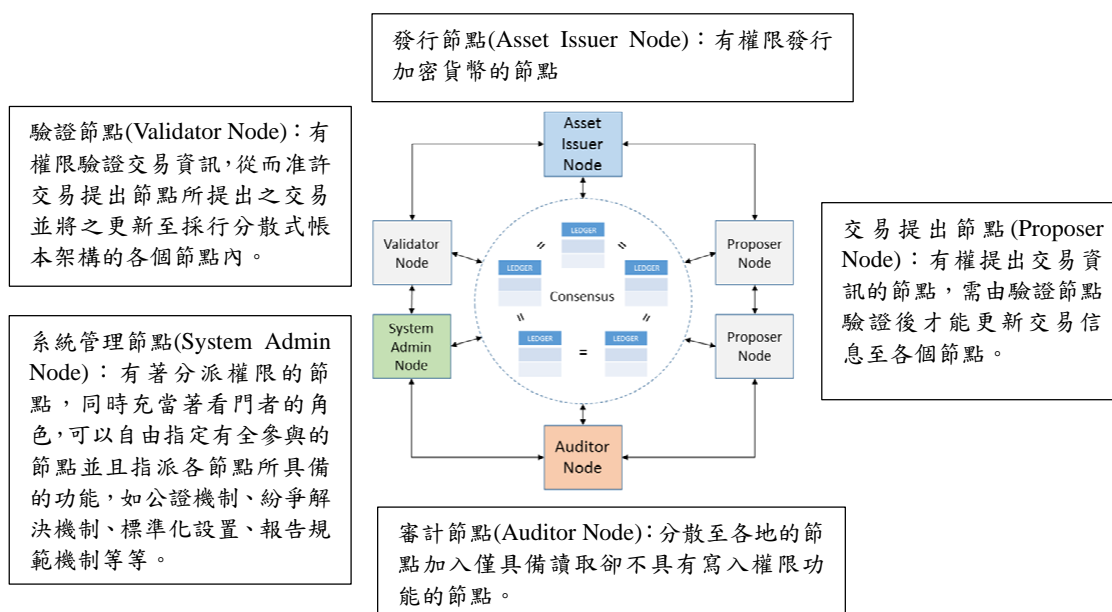 發行節點(Asset Issuer Node)：有權限發行
加密貨幣的節點
驗證節點(Validator Node)：有
權限驗證交易資訊，從而准許
交易提出節點所提出之交易
並將之更新至採行分散式帳
本架構的各個節點內。
系統管理節點(System Admin
Node)：有著分派權限的節
點，同時充當著看門者的角
色，可以自由指定有全參與的
節點並且指派各節點所具備
的功能，如公證機制、紛爭解
決機制、標準化設置、報告規
範機制等等。
Asset
Issuer
Node
Validator
Node
System
Admin
Node
LEDGER
=
=
LEDGER
LEDGER
Consensus
=
=
LEDGER
=
LEDGER
Proposer
Node
Proposer
Node
Auditor
Node
交易提出節點(Proposer
Node)：有權提出交易資
訊的節點，需由驗證節點
驗證後才能更新交易信
息至各個節點。
審計節點(Auditor Node)：分散至各地的節
點加入僅具備讀取卻不具有寫入權限功
能的節點。